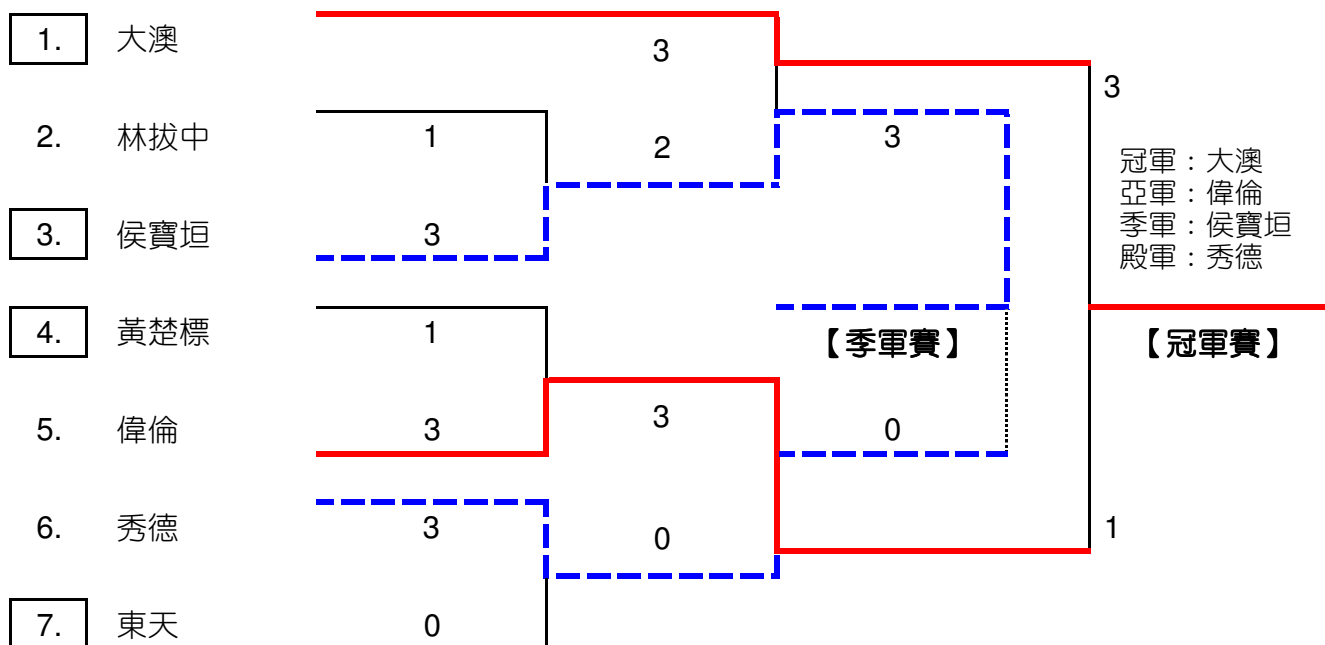 1. 大澳
3
3
2. 林拔中
1
2
3
冠軍：大澳
亞軍：偉倫
季軍：侯寶垣
殿軍：秀德
3. 侯寶垣
3
4. 黃楚標
1
【季軍賽】
【冠軍賽】
5. 偉倫
3
3
0
6. 秀德
3
0
1
7. 東天
0